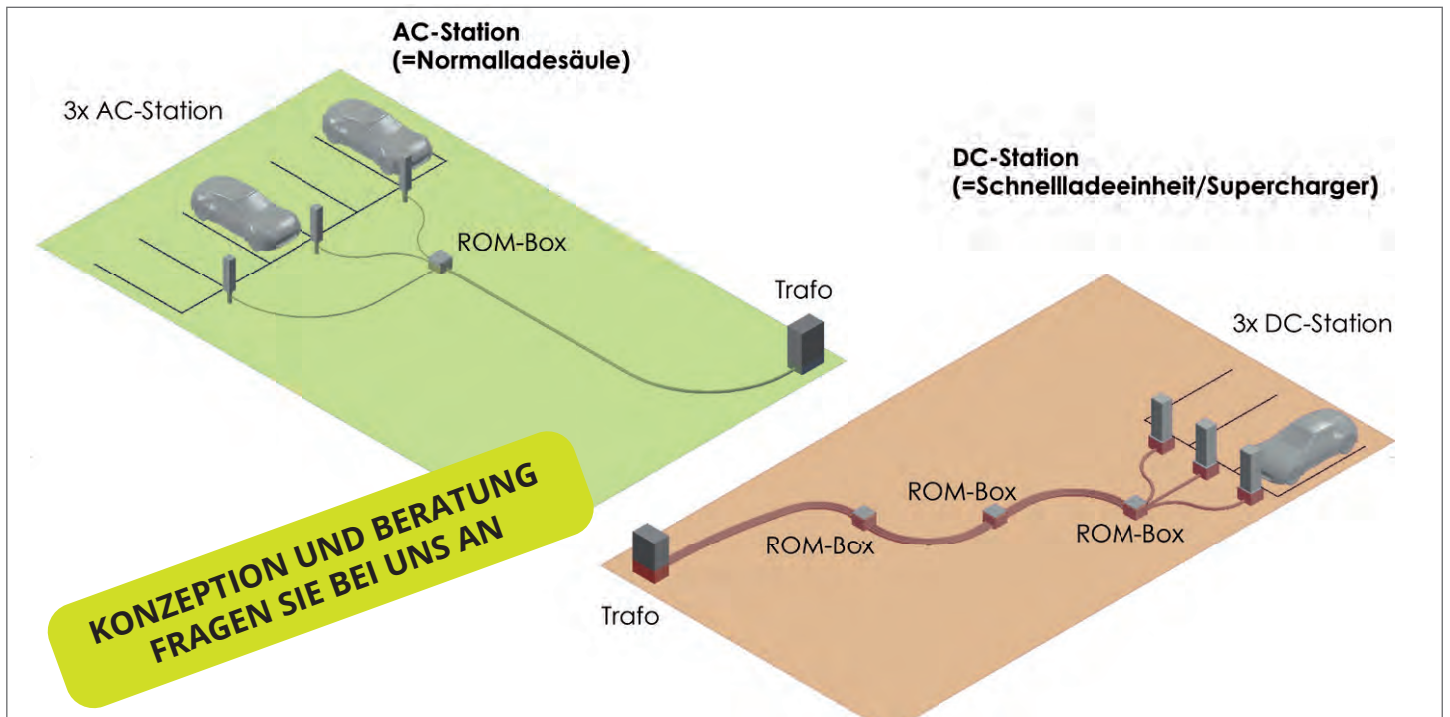 AC-Station
(=Normalladesäule)
3x AC-Station
ROM-Box
Trafo
DC-Station
(=Schnellladeeinheit/Supercharger)
3x DC-Station
ROM-Box
ROM-Box
ROM-Box
Trafo
KONZEPTION UND BERATUNG
FRAGEN SIE BEI UNS AN